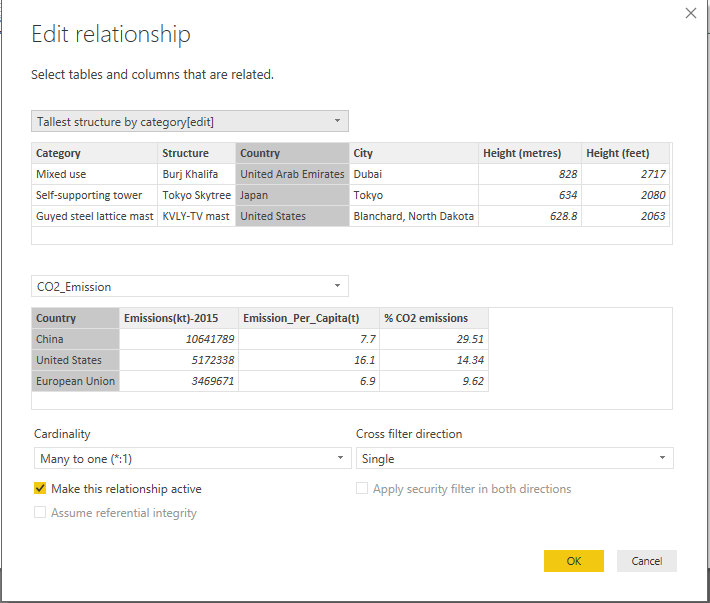 Edit relationship
Select tables and columns that are related.
Tallest structure by category[edit]
Category Structure Country City Height (metres) Height (feet)
Mixed use Burj Khalifa United Arab Emirates Dubai 828 2717
Self-supporting tower Tokyo Skytree Japan Tokyo 634 2080
Guyed steel lattice mast KVLY-TV mast United States Blanchard, North Dakota 628.8 2063
CO2_Emission
Country Emissions(kt)-2015 Emission_Per_Capita(t) % CO2 emissions
China 10641789 7.7 29.51
United States 5172338 16.1 14.34
European Union 3469671 6.9 9.62
Cardinality Cross filter direction
Many to one (*:1) Single
Make this relationship active Apply security filter in both directions
Assume referential integrity
OK Cancel